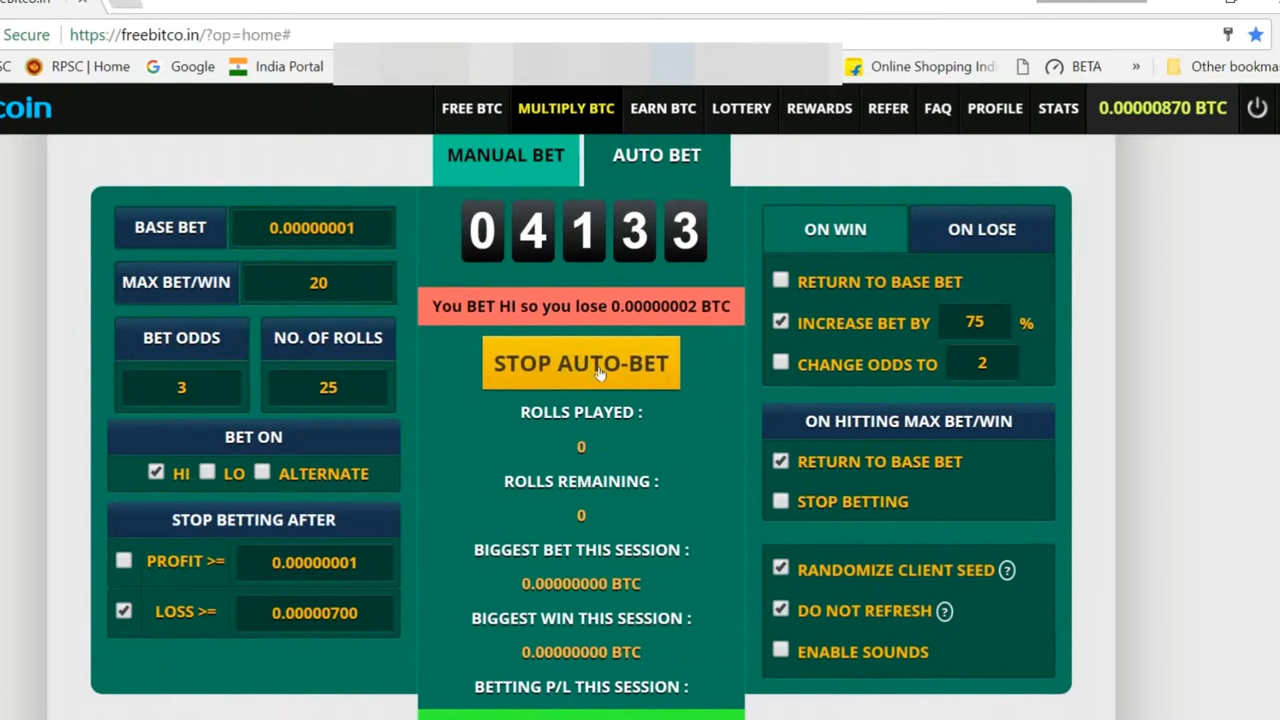 Secure https://freebitco.in/?op=home#
SC RPSC | Home Google India Portal Online Shopping Indi BETA » Other bookma
coin FREE BTC MULTIPLY BTC EARN BTC LOTTERY REWARDS REFER FAQ PROFILE STATS 0.00000870 BTC
MANUAL BET AUTO BET
BASE BET 0.00000001
MAX BET/WIN 20
BET ODDS NO. OF ROLLS
3 25
BET ON
HI LO ALTERNATE
STOP BETTING AFTER
PROFIT >= 0.00000001
LOSS >= 0.00000700
04133
You BET HI so you lose 0.00000002 BTC
STOP AUTO-BET
ROLLS PLAYED :
0
ROLLS REMAINING :
0
BIGGEST BET THIS SESSION :
0.00000000 BTC
BIGGEST WIN THIS SESSION :
0.00000000 BTC
BETTING P/L THIS SESSION :
ON WIN ON LOSE
RETURN TO BASE BET
INCREASE BET BY 75 %
CHANGE ODDS TO 2
ON HITTING MAX BET/WIN
RETURN TO BASE BET
STOP BETTING
RANDOMIZE CLIENT SEED ?
DO NOT REFRESH ?
ENABLE SOUNDS